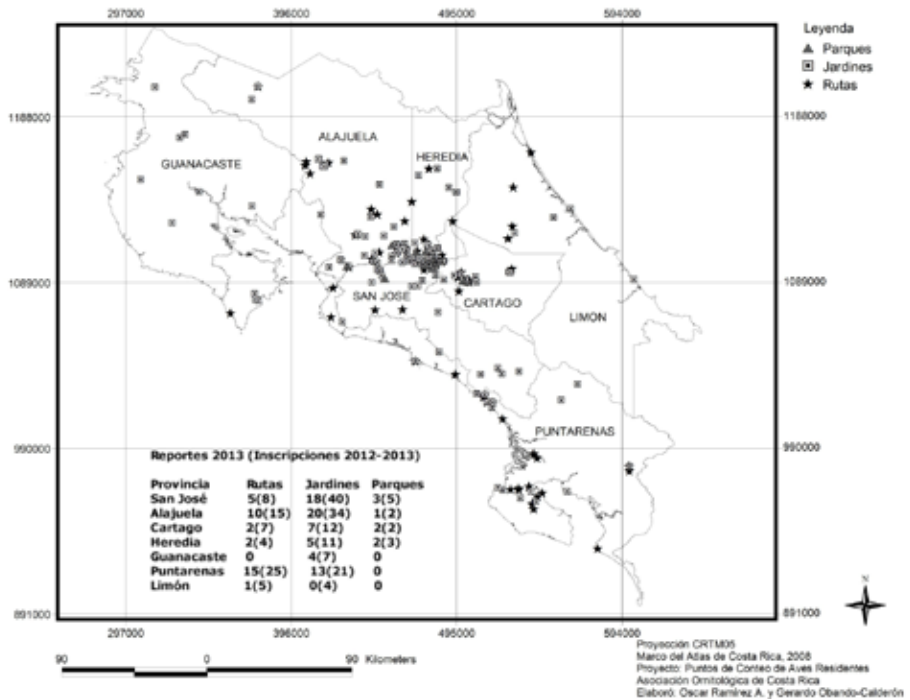 297000 396000 495000 594000
Leyenda
Parques
Jardines
Rutas
1188000 1188000
ALAJUELA
HEREDIA
GUANACASTE
1089000 1089000
SAN JOSE
CARTAGO
LIMON
PUNTARENAS
990000 990000
Reportes 2013 (Inscripciones 2012-2013)
Provincia Rutas Jardines Parques
San José 5(8) 18(40) 3(5)
Alajuela 10(15) 20(34) 1(2)
Cartago 2(7) 7(12) 2(2)
Heredia 2(4) 5(11) 2(3)
Guanacaste 0 4(7) 0
Puntarenas 15(25) 13(21) 0
Limón 1(5) 0(4) 0
891000 891000
N
297000 396000 495000 594000
90 0 90 Kilometers
Proyección CRTM05
Marco del Atlas de Costa Rica, 2008
Proyecto: Puntos de Conteo de Aves Residentes
Asociación Ornitológica de Costa Rica
Elaboró: Oscar Ramírez A. y Gerardo Obando-Calderón